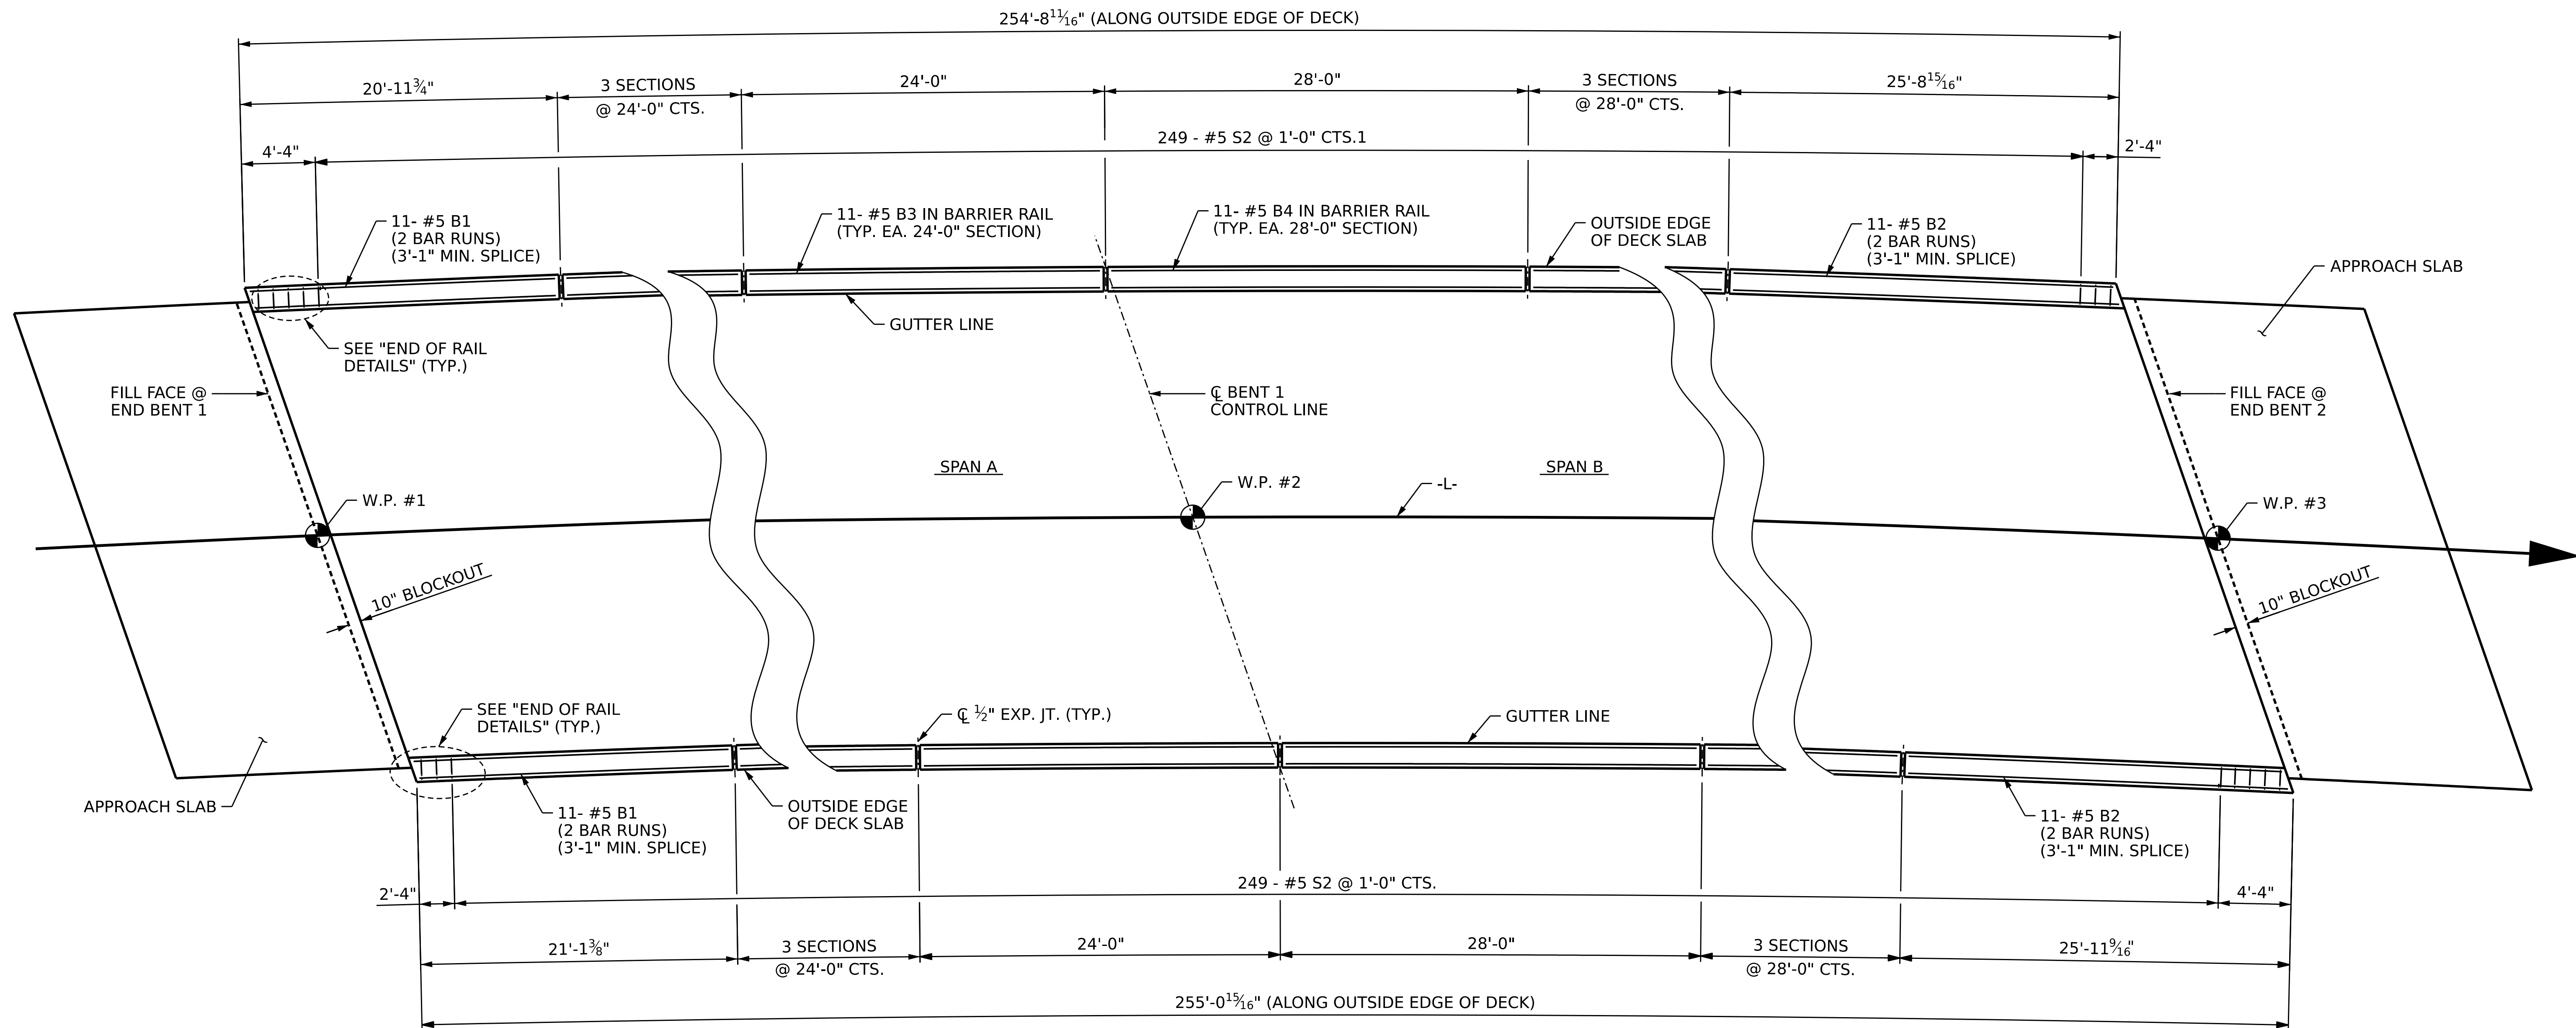 254'-8 11/16" (ALONG OUTSIDE EDGE OF DECK)
20'-11 3/4"
3 SECTIONS
@ 24'-0" CTS.
24'-0"
28'-0"
3 SECTIONS
@ 28'-0" CTS.
25'-8 15/16"
4'-4"
249 - #5 S2 @ 1'-0" CTS.1
2'-4"
11- #5 B1
(2 BAR RUNS)
(3'-1" MIN. SPLICE)
11- #5 B3 IN BARRIER RAIL
(TYP. EA. 24'-0" SECTION)
11- #5 B4 IN BARRIER RAIL
(TYP. EA. 28'-0" SECTION)
OUTSIDE EDGE
OF DECK SLAB
11- #5 B2
(2 BAR RUNS)
(3'-1" MIN. SPLICE)
APPROACH SLAB
GUTTER LINE
SEE "END OF RAIL
DETAILS" (TYP.)
FILL FACE @
END BENT 1
℄ BENT 1
CONTROL LINE
FILL FACE @
END BENT 2
SPAN A
SPAN B
W.P. #1
W.P. #2
-L-
W.P. #3
10" BLOCKOUT
10" BLOCKOUT
SEE "END OF RAIL
DETAILS" (TYP.)
℄ 1/2" EXP. JT. (TYP.)
GUTTER LINE
APPROACH SLAB
11- #5 B1
(2 BAR RUNS)
(3'-1" MIN. SPLICE)
OUTSIDE EDGE
OF DECK SLAB
11- #5 B2
(2 BAR RUNS)
(3'-1" MIN. SPLICE)
2'-4"
249 - #5 S2 @ 1'-0" CTS.
4'-4"
21'-1 3/8"
3 SECTIONS
@ 24'-0" CTS.
24'-0"
28'-0"
3 SECTIONS
@ 28'-0" CTS.
25'-11 9/16"
255'-0 15/16" (ALONG OUTSIDE EDGE OF DECK)